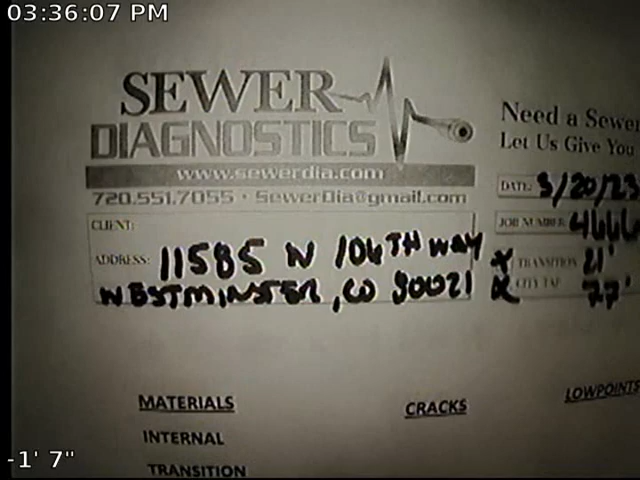 03:36:07 PM
SEWER
DIAGNOSTICS
www.sewerdia.com
720.551.7055 · SewerDia@gmail.com
Need a Sewer
Let Us Give You
DATE: 3/20/23
JOB NUMBER: 4666
CLIENT:
ADDRESS: 11585 N 106TH WAY
WESTMINSTER, CO 80021
* TRANSITION 21'
* CITY TAP 77'
MATERIALS
CRACKS
LOWPOINTS
INTERNAL
TRANSITION
-1' 7"